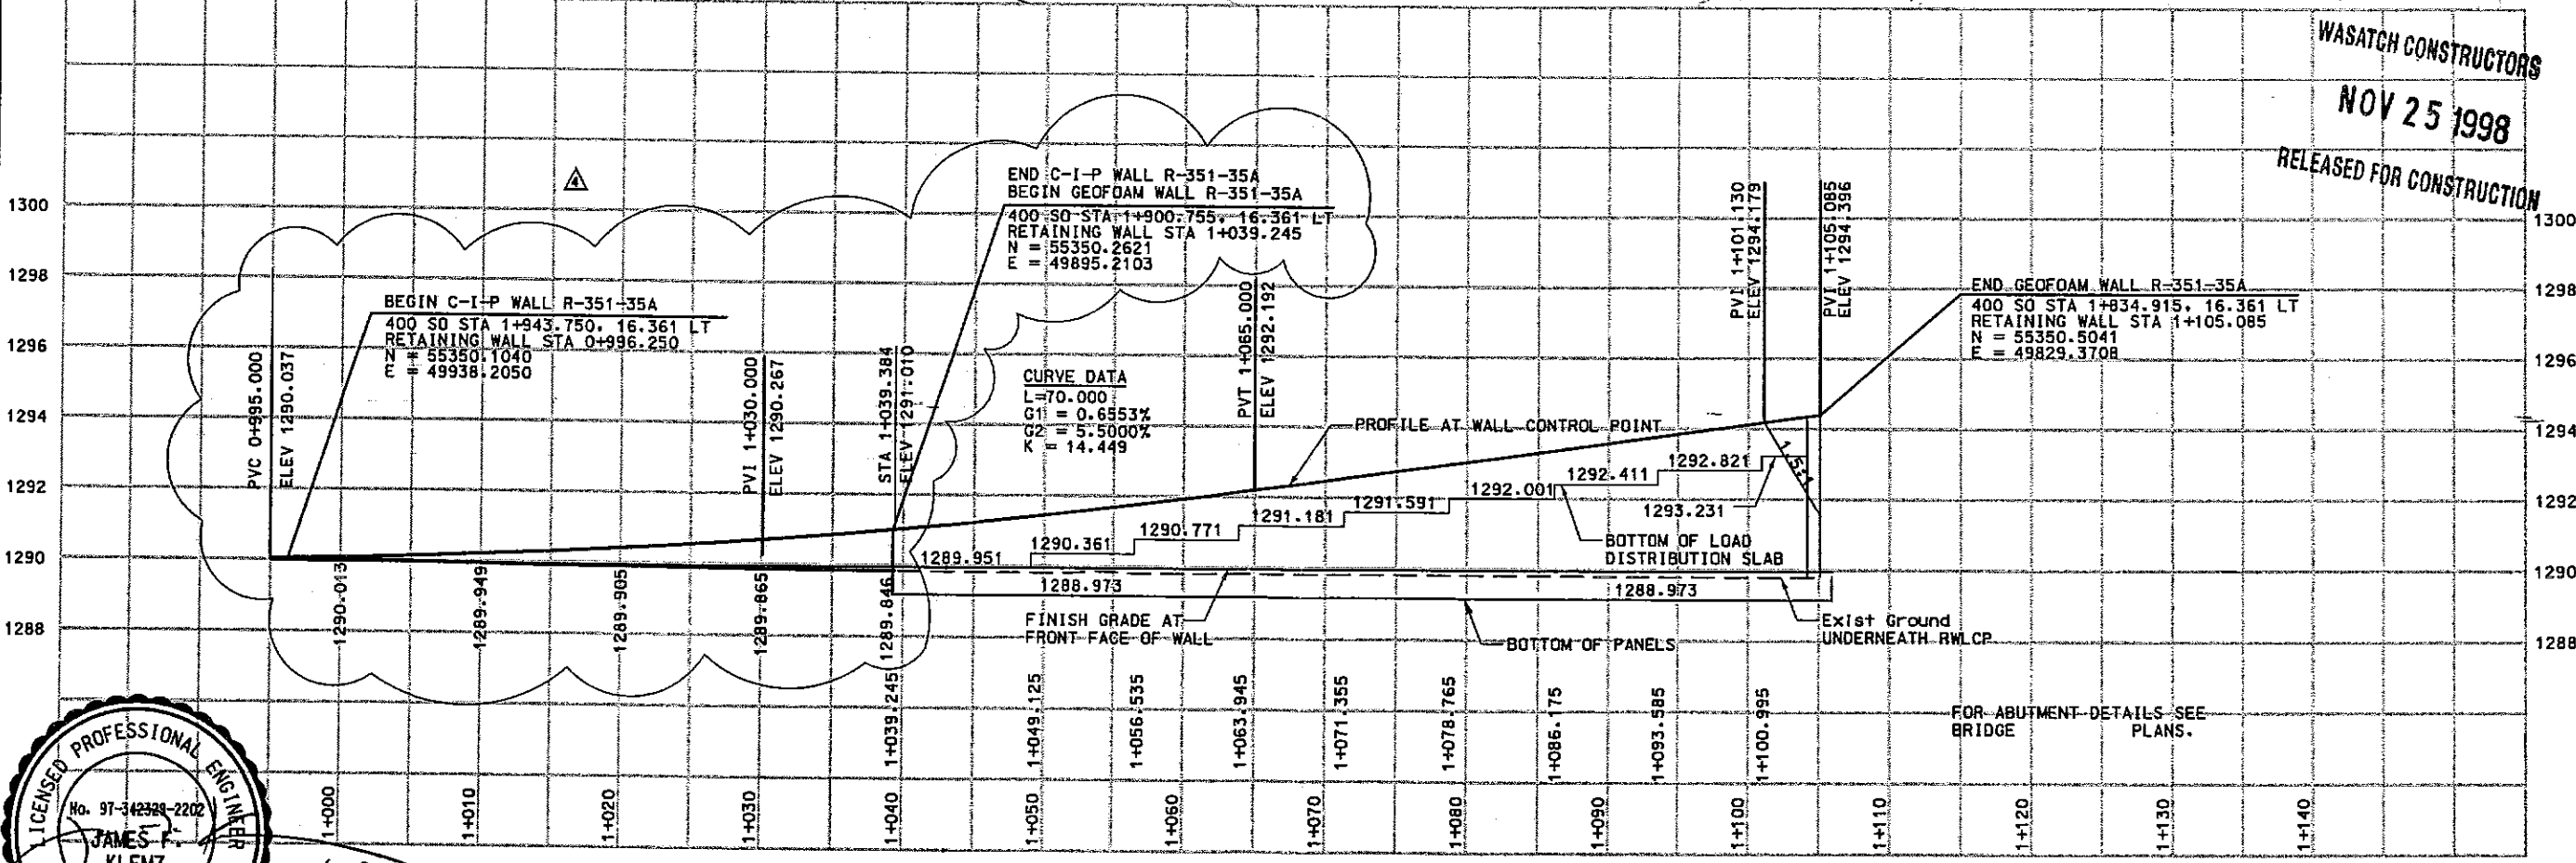 WASATCH CONSTRUCTORS
NOV 25 1998
RELEASED FOR CONSTRUCTION
4
END C-I-P WALL R-351-35A
BEGIN GEOFOAM WALL R-351-35A
400 SO STA 1+900.755, 16.361 LT
RETAINING WALL STA 1+039.245
N = 55350.2621
E = 49895.2103
BEGIN C-I-P WALL R-351-35A
400 SO STA 1+943.750, 16.361 LT
RETAINING WALL STA 0+996.250
N = 55350.1040
E = 49938.2050
END GEOFOAM WALL R-351-35A
400 SO STA 1+834.915, 16.361 LT
RETAINING WALL STA 1+105.085
N = 55350.5041
E = 49829.3708
CURVE DATA
L=70.000
G1 = 0.6553%
G2 = 5.5000%
K = 14.449
PVC 0+995.000
ELEV 1290.037
PVI 1+030.000
ELEV 1290.267
STA 1+039.384
ELEV 1291.010
PVT 1+065.000
ELEV 1292.192
PVI 1+101.130
ELEV 1294.179
PVI 1+105.085
ELEV 1294.396
1300
1298
1296
1294
1292
1290
1288
1300
1298
1296
1294
1292
1290
1288
PROFILE AT WALL CONTROL POINT
1.5:1
1289.951
1290.361
1290.771
1291.181
1291.591
1292.001
1292.411
1292.821
1293.231
BOTTOM OF LOAD
DISTRIBUTION SLAB
1288.973
1288.973
FINISH GRADE AT
FRONT FACE OF WALL
BOTTOM OF PANELS
Exist Ground
UNDERNEATH RWLCP
1290.013
1289.949
1289.905
1289.865
1289.846
1+039.245
1+049.125
1+056.535
1+063.945
1+071.355
1+078.765
1+086.175
1+093.585
1+100.995
FOR ABUTMENT DETAILS SEE
BRIDGE PLANS.
1+000
1+010
1+020
1+030
1+040
1+050
1+060
1+070
1+080
1+090
1+100
1+110
1+120
1+130
1+140
LICENSED PROFESSIONAL ENGINEER
No. 97-342329-2202
JAMES F.
KLEMZ